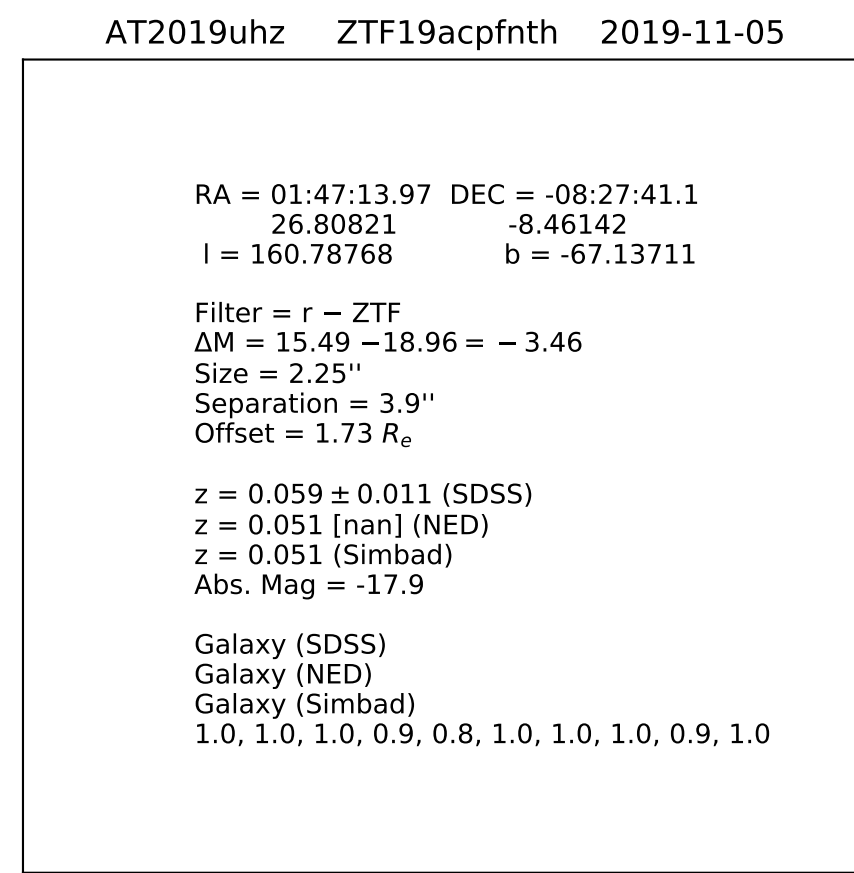 AT2019uhz ZTF19acpfnth 2019-11-05
RA = 01:47:13.97 DEC = -08:27:41.1
26.80821 -8.46142
l = 160.78768 b = -67.13711
Filter = r − ZTF
ΔM = 15.49 −18.96 = − 3.46
Size = 2.25''
Separation = 3.9''
Offset = 1.73 Rₑ
z = 0.059 ± 0.011 (SDSS)
z = 0.051 [nan] (NED)
z = 0.051 (Simbad)
Abs. Mag = -17.9
Galaxy (SDSS)
Galaxy (NED)
Galaxy (Simbad)
1.0, 1.0, 1.0, 0.9, 0.8, 1.0, 1.0, 1.0, 0.9, 1.0